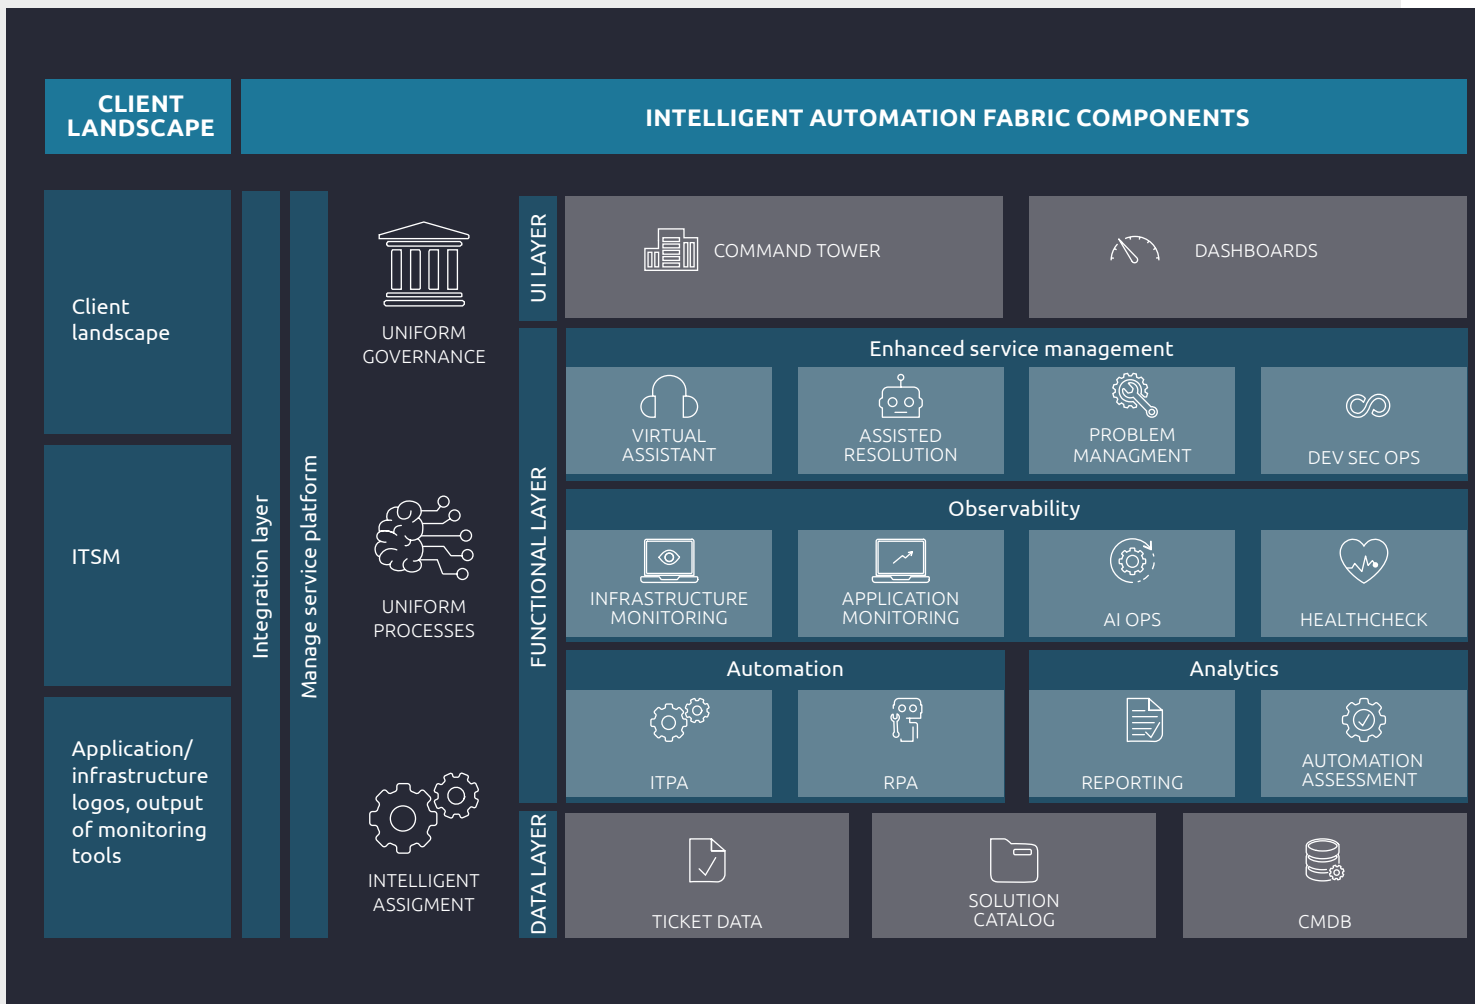 CLIENT
LANDSCAPE
INTELLIGENT AUTOMATION FABRIC COMPONENTS
Client
landscape
ITSM
Application/
infrastructure
logos, output
of monitoring
tools
Integration layer
Manage service platform
UNIFORM
GOVERNANCE
UNIFORM
PROCESSES
INTELLIGENT
ASSIGMENT
UI LAYER
COMMAND TOWER
DASHBOARDS
FUNCTIONAL LAYER
Enhanced service management
VIRTUAL
ASSISTANT
ASSISTED
RESOLUTION
PROBLEM
MANAGMENT
DEV SEC OPS
Observability
INFRASTRUCTURE
MONITORING
APPLICATION
MONITORING
AI OPS
HEALTHCHECK
Automation
ITPA
RPA
Analytics
REPORTING
AUTOMATION
ASSESSMENT
DATA LAYER
TICKET DATA
SOLUTION
CATALOG
CMDB